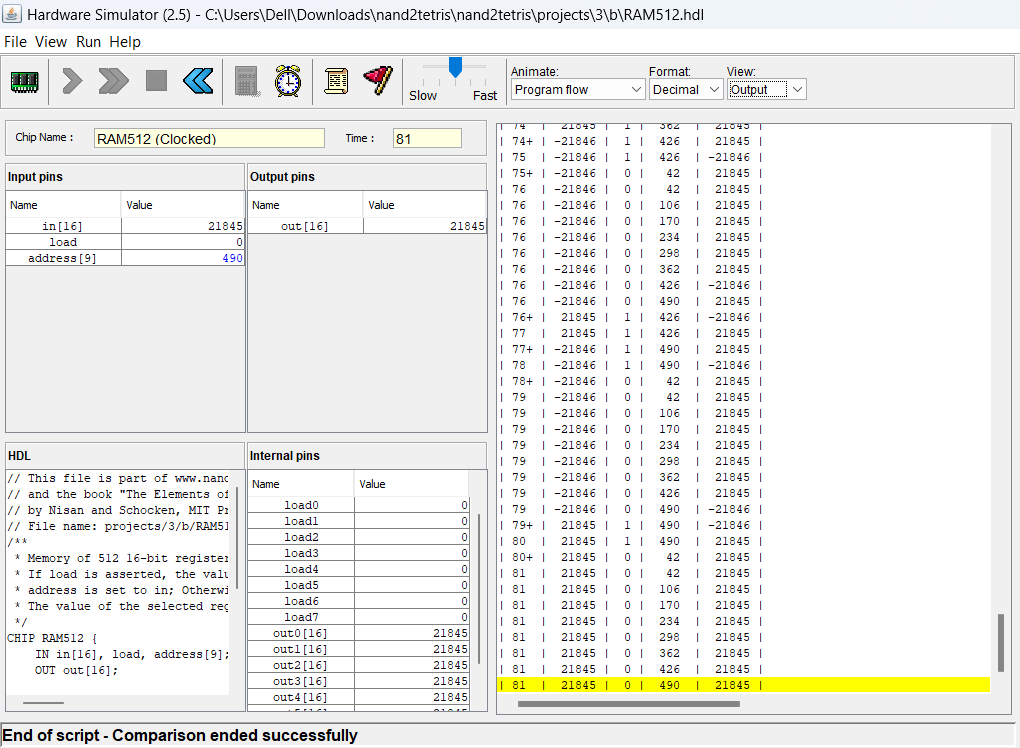 Hardware Simulator (2.5) - C:\Users\Dell\Downloads\nand2tetris\nand2tetris\projects\3\b\RAM512.hdl
File View Run Help
Slow Fast
Animate: Format: View:
Program flow Decimal Output
Chip Name : RAM512 (Clocked) Time : 81
Input pins
Name Value
in[16] 21845
load 0
address[9] 490
Output pins
Name Value
out[16] 21845
HDL
// This file is part of www.nand
// and the book "The Elements of
// by Nisan and Schocken, MIT Pr
// File name: projects/3/b/RAM51
/**
* Memory of 512 16-bit register
* If load is asserted, the valu
* address is set to in; Otherwi
* The value of the selected reg
*/
CHIP RAM512 {
IN in[16], load, address[9];
OUT out[16];
Internal pins
Name Value
load0 0
load1 0
load2 0
load3 0
load4 0
load5 0
load6 0
load7 0
out0[16] 21845
out1[16] 21845
out2[16] 21845
out3[16] 21845
out4[16] 21845
| 74 | 21845 | 1 | 362 | 21845 |
| 74+ | -21846 | 1 | 426 | 21845 |
| 75 | -21846 | 1 | 426 | -21846 |
| 75+ | -21846 | 0 | 42 | 21845 |
| 76 | -21846 | 0 | 42 | 21845 |
| 76 | -21846 | 0 | 106 | 21845 |
| 76 | -21846 | 0 | 170 | 21845 |
| 76 | -21846 | 0 | 234 | 21845 |
| 76 | -21846 | 0 | 298 | 21845 |
| 76 | -21846 | 0 | 362 | 21845 |
| 76 | -21846 | 0 | 426 | -21846 |
| 76 | -21846 | 0 | 490 | 21845 |
| 76+ | 21845 | 1 | 426 | -21846 |
| 77 | 21845 | 1 | 426 | 21845 |
| 77+ | -21846 | 1 | 490 | 21845 |
| 78 | -21846 | 1 | 490 | -21846 |
| 78+ | -21846 | 0 | 42 | 21845 |
| 79 | -21846 | 0 | 42 | 21845 |
| 79 | -21846 | 0 | 106 | 21845 |
| 79 | -21846 | 0 | 170 | 21845 |
| 79 | -21846 | 0 | 234 | 21845 |
| 79 | -21846 | 0 | 298 | 21845 |
| 79 | -21846 | 0 | 362 | 21845 |
| 79 | -21846 | 0 | 426 | 21845 |
| 79 | -21846 | 0 | 490 | -21846 |
| 79+ | 21845 | 1 | 490 | -21846 |
| 80 | 21845 | 1 | 490 | 21845 |
| 80+ | 21845 | 0 | 42 | 21845 |
| 81 | 21845 | 0 | 42 | 21845 |
| 81 | 21845 | 0 | 106 | 21845 |
| 81 | 21845 | 0 | 170 | 21845 |
| 81 | 21845 | 0 | 234 | 21845 |
| 81 | 21845 | 0 | 298 | 21845 |
| 81 | 21845 | 0 | 362 | 21845 |
| 81 | 21845 | 0 | 426 | 21845 |
| 81 | 21845 | 0 | 490 | 21845 |
End of script - Comparison ended successfully